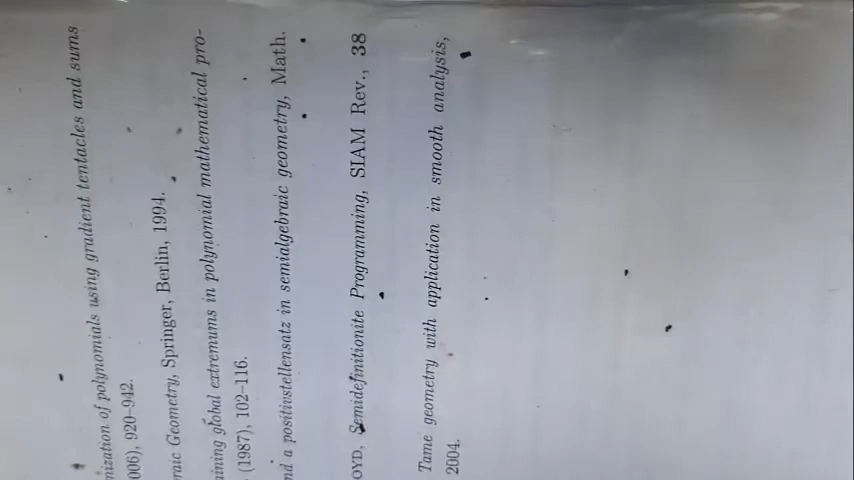 nization of polynomials using gradient tentacles and sums
006), 920–942.
raic Geometry, Springer, Berlin, 1994.
ining global extremums in polynomial mathematical pro-
(1987), 102–116.
nd a positivstellensatz in semialgebraic geometry, Math.
OYD, Semidefinitionite Programming, SIAM Rev., 38
Tame geometry with application in smooth analysis,
2004.